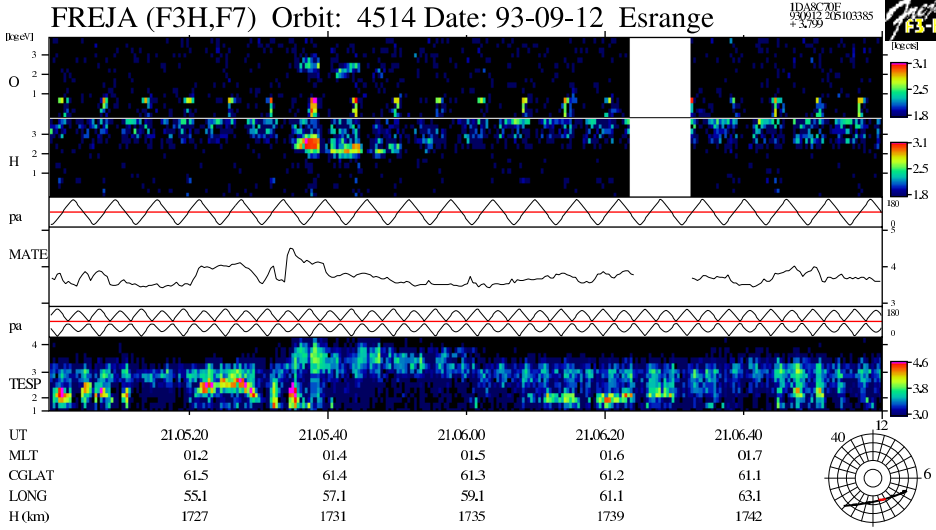 FREJA (F3H,F7) Orbit: 4514 Date: 93-09-12 Esrange
1DA8C70F
930912 205103385
+ 3.799
F3-
[log eV]
[log cts]
3
2
1
O
3.1
2.5
1.8
3
2
1
H
3.1
2.5
1.8
pa
180
0
MATE
5
4
3
pa
180
0
TESP
4
3
2
1
4.6
3.8
3.0
UT 21.05.20 21.05.40 21.06.00 21.06.20 21.06.40
MLT 01.2 01.4 01.5 01.6 01.7
CGLAT 61.5 61.4 61.3 61.2 61.1
LONG 55.1 57.1 59.1 61.1 63.1
H (km) 1727 1731 1735 1739 1742
12
40
6